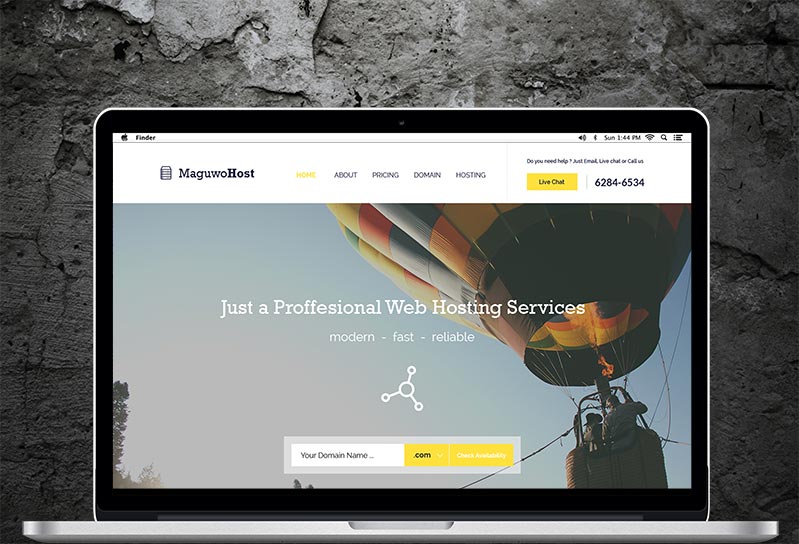 Finder
Sun 1:44 PM
MaguwoHost
HOME ABOUT PRICING DOMAIN HOSTING
Do you need help ? Just Email, Live chat or Call us
Live Chat
6284-6534
Just a Proffesional Web Hosting Services
modern - fast - reliable
Your Domain Name ... .com Check Availability